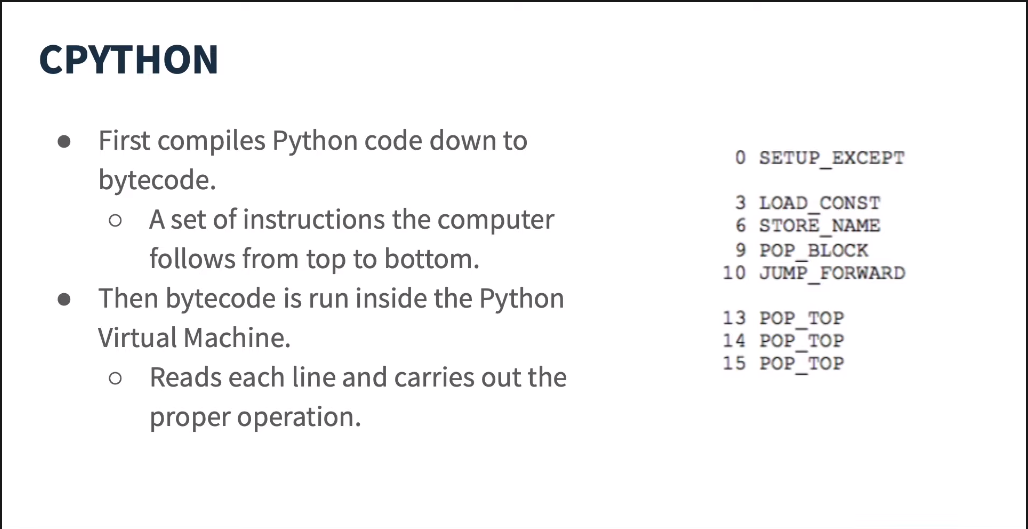 CPYTHON
● First compiles Python code down to
bytecode.
○ A set of instructions the computer
follows from top to bottom.
● Then bytecode is run inside the Python
Virtual Machine.
○ Reads each line and carries out the
proper operation.
0 SETUP_EXCEPT
3 LOAD_CONST
6 STORE_NAME
9 POP_BLOCK
10 JUMP_FORWARD
13 POP_TOP
14 POP_TOP
15 POP_TOP